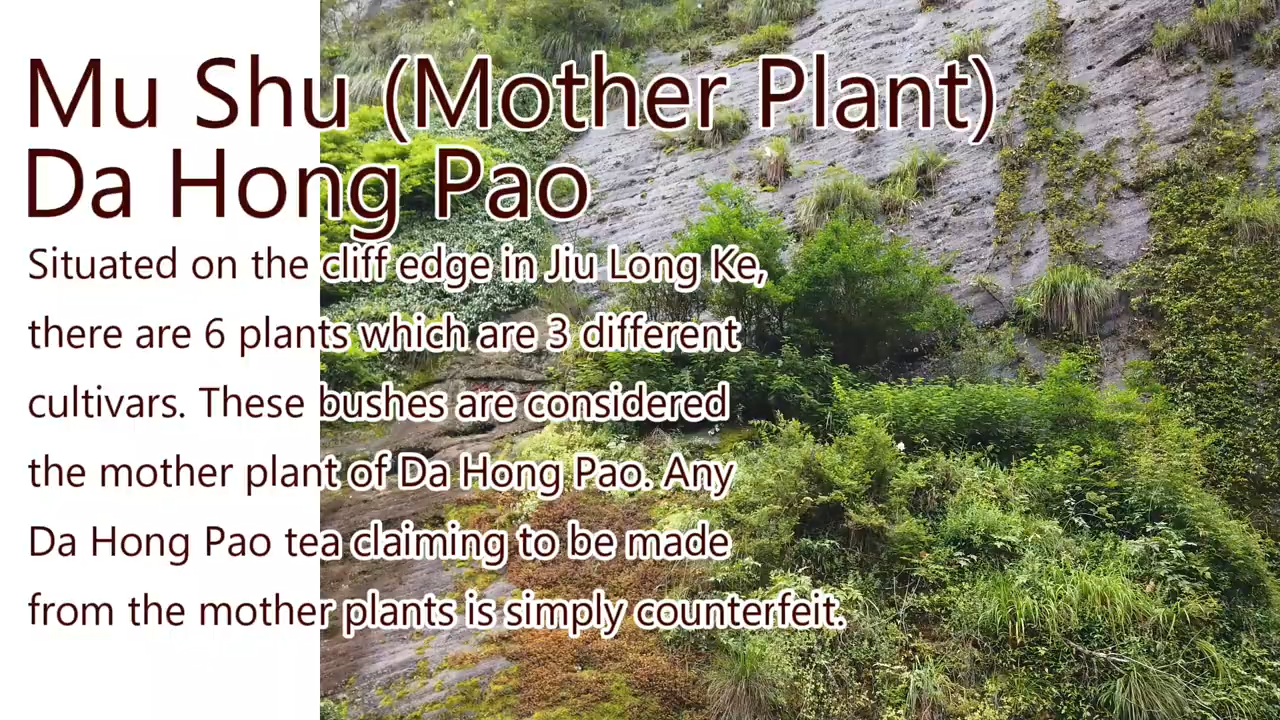 Mu Shu (Mother Plant)
Da Hong Pao
Situated on the cliff edge in Jiu Long Ke,
there are 6 plants which are 3 different
cultivars. These bushes are considered
the mother plant of Da Hong Pao. Any
Da Hong Pao tea claiming to be made
from the mother plants is simply counterfeit.